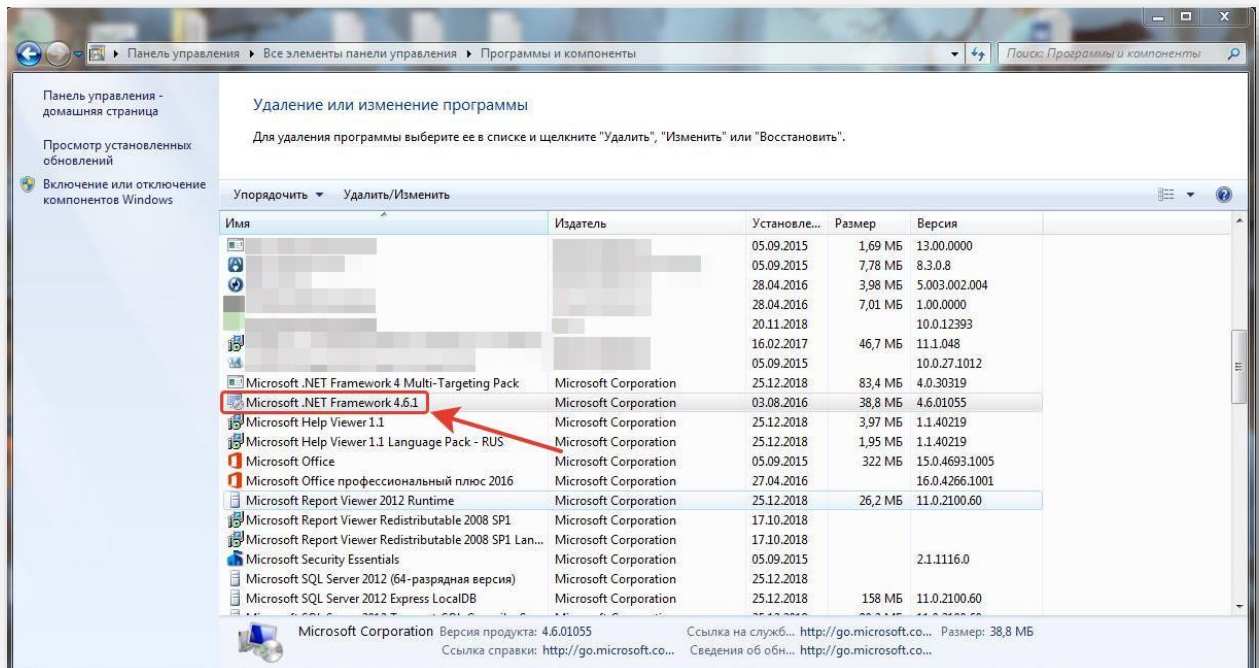 Панель управления ▸ Все элементы панели управления ▸ Программы и компоненты
Поиск: Программы и компоненты
Панель управления -
домашняя страница
Просмотр установленных
обновлений
Включение или отключение
компонентов Windows
Удаление или изменение программы
Для удаления программы выберите ее в списке и щелкните "Удалить", "Изменить" или "Восстановить".
Упорядочить Удалить/Изменить
Имя Издатель Установле... Размер Версия
05.09.2015 1,69 МБ 13.00.0000
05.09.2015 7,78 МБ 8.3.0.8
28.04.2016 3,98 МБ 5.003.002.004
28.04.2016 7,01 МБ 1.00.0000
20.11.2018 10.0.12393
16.02.2017 46,7 МБ 11.1.048
05.09.2015 10.0.27.1012
Microsoft .NET Framework 4 Multi-Targeting Pack Microsoft Corporation 25.12.2018 83,4 МБ 4.0.30319
Microsoft .NET Framework 4.6.1 Microsoft Corporation 03.08.2016 38,8 МБ 4.6.01055
Microsoft Help Viewer 1.1 Microsoft Corporation 25.12.2018 3,97 МБ 1.1.40219
Microsoft Help Viewer 1.1 Language Pack - RUS Microsoft Corporation 25.12.2018 1,95 МБ 1.1.40219
Microsoft Office Microsoft Corporation 05.09.2015 322 МБ 15.0.4693.1005
Microsoft Office профессиональный плюс 2016 Microsoft Corporation 27.04.2016 16.0.4266.1001
Microsoft Report Viewer 2012 Runtime Microsoft Corporation 25.12.2018 26,2 МБ 11.0.2100.60
Microsoft Report Viewer Redistributable 2008 SP1 Microsoft Corporation 17.10.2018
Microsoft Report Viewer Redistributable 2008 SP1 Lan... Microsoft Corporation 17.10.2018
Microsoft Security Essentials Microsoft Corporation 05.09.2015 2.1.1116.0
Microsoft SQL Server 2012 (64-разрядная версия) Microsoft Corporation 25.12.2018
Microsoft SQL Server 2012 Express LocalDB Microsoft Corporation 25.12.2018 158 МБ 11.0.2100.60
Microsoft Corporation Версия продукта: 4.6.01055 Ссылка на служб... http://go.microsoft.co... Размер: 38,8 МБ
Ссылка справки: http://go.microsoft.co... Сведения об обн... http://go.microsoft.co...